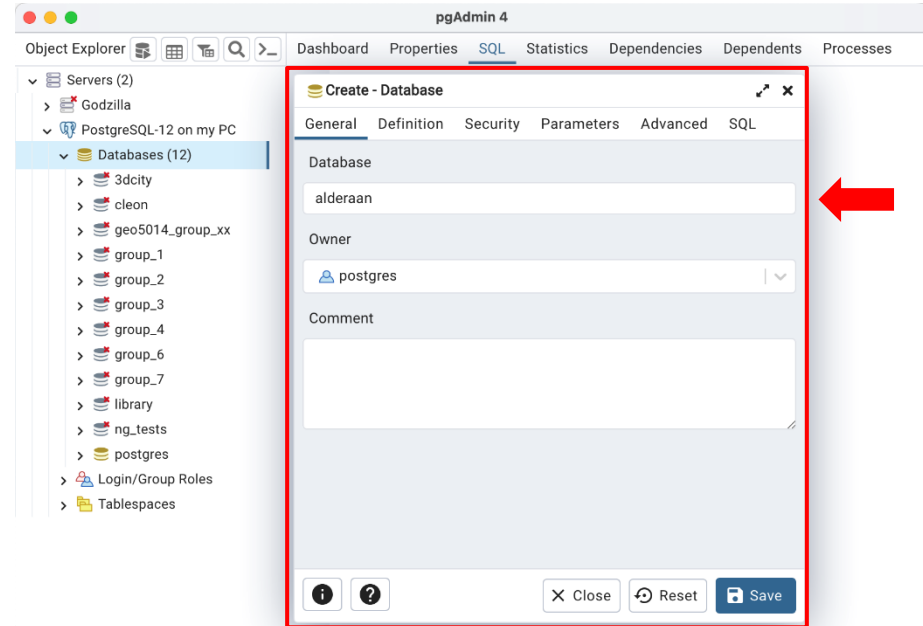 pgAdmin 4
Object Explorer
Dashboard Properties SQL Statistics Dependencies Dependents Processes
Servers (2)
Godzilla
PostgreSQL-12 on my PC
Databases (12)
3dcity
cleon
geo5014_group_xx
group_1
group_2
group_3
group_4
group_6
group_7
library
ng_tests
postgres
Login/Group Roles
Tablespaces
Create - Database
General Definition Security Parameters Advanced SQL
Database
alderaan
Owner
postgres
Comment
Close Reset Save